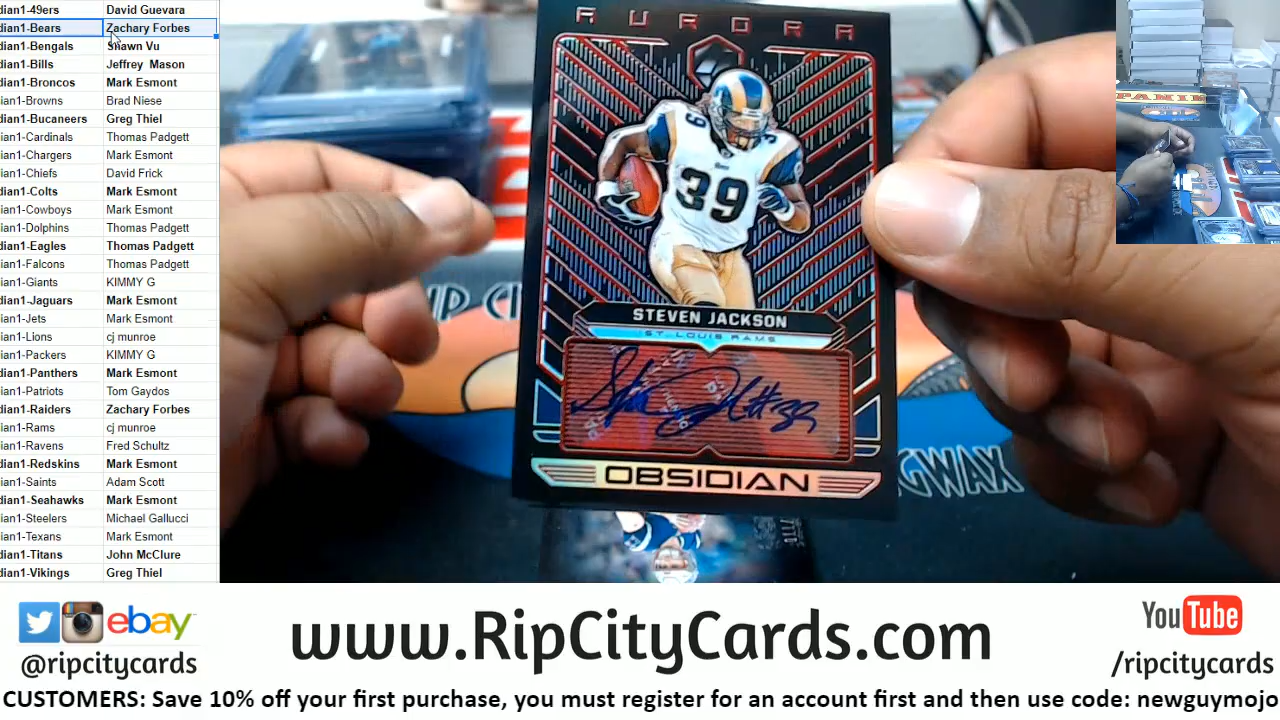 dian1-49ers David Guevara
dian1-Bears Zachary Forbes
dian1-Bengals Shawn Vu
dian1-Bills Jeffrey Mason
dian1-Broncos Mark Esmont
dian1-Browns Brad Niese
dian1-Bucaneers Greg Thiel
dian1-Cardinals Thomas Padgett
dian1-Chargers Mark Esmont
dian1-Chiefs David Frick
dian1-Colts Mark Esmont
dian1-Cowboys Mark Esmont
dian1-Dolphins Thomas Padgett
dian1-Eagles Thomas Padgett
dian1-Falcons Thomas Padgett
dian1-Giants KIMMY G
dian1-Jaguars Mark Esmont
dian1-Jets Mark Esmont
dian1-Lions cj munroe
dian1-Packers KIMMY G
dian1-Panthers Mark Esmont
dian1-Patriots Tom Gaydos
dian1-Raiders Zachary Forbes
dian1-Rams cj munroe
dian1-Ravens Fred Schultz
dian1-Redskins Mark Esmont
dian1-Saints Adam Scott
dian1-Seahawks Mark Esmont
dian1-Steelers Michael Gallucci
dian1-Texans Mark Esmont
dian1-Titans John McClure
dian1-Vikings Greg Thiel
AURORA
39
39
STEVEN JACKSON
ST. LOUIS RAMS
#39
OBSIDIAN
IP CI
GWAX
PANINI
ebay
@ripcitycards
www.RipCityCards.com
YouTube
/ripcitycards
CUSTOMERS: Save 10% off your first purchase, you must register for an account first and then use code: newguymojo